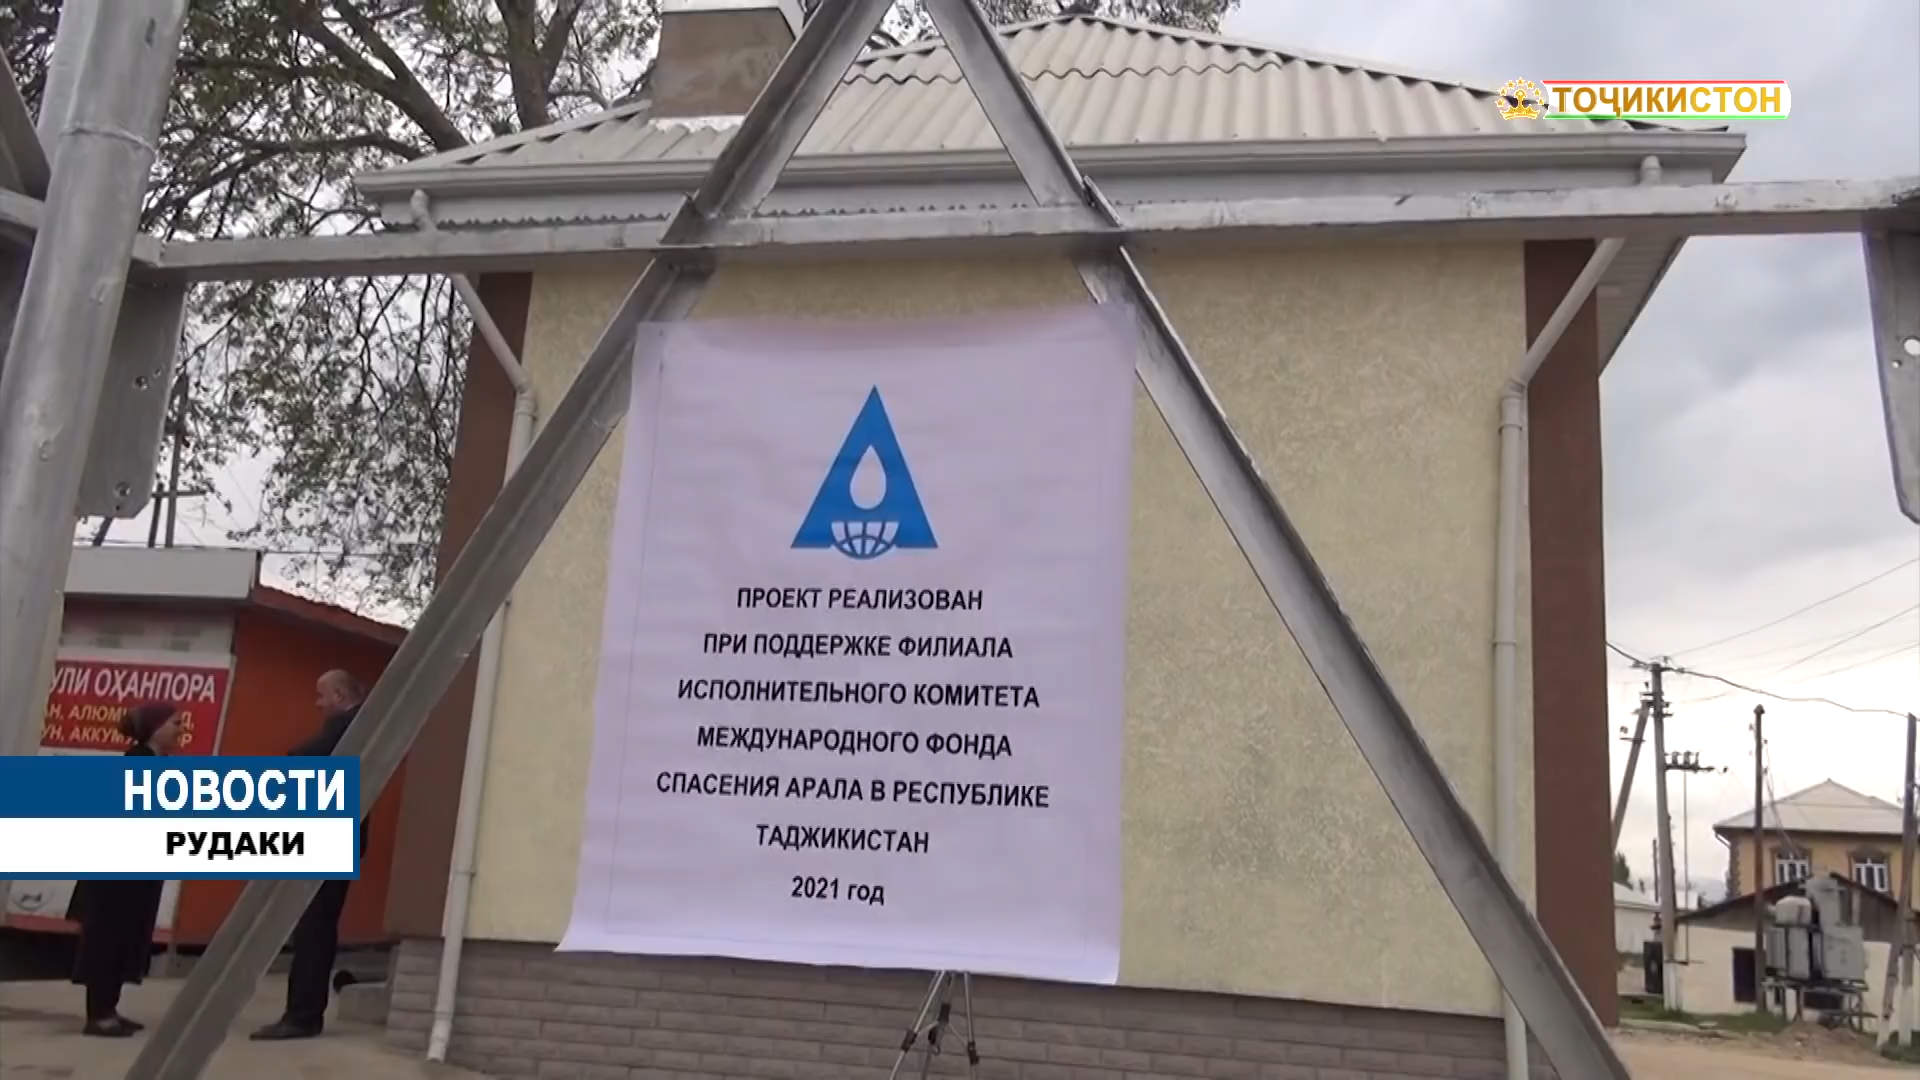 ТОҶИКИСТОН
ПРОЕКТ РЕАЛИЗОВАН
ПРИ ПОДДЕРЖКЕ ФИЛИАЛА
ИСПОЛНИТЕЛЬНОГО КОМИТЕТА
МЕЖДУНАРОДНОГО ФОНДА
СПАСЕНИЯ АРАЛА В РЕСПУБЛИКЕ
ТАДЖИКИСТАН
2021 год
ОҲАНПОРА
НОВОСТИ
РУДАКИ